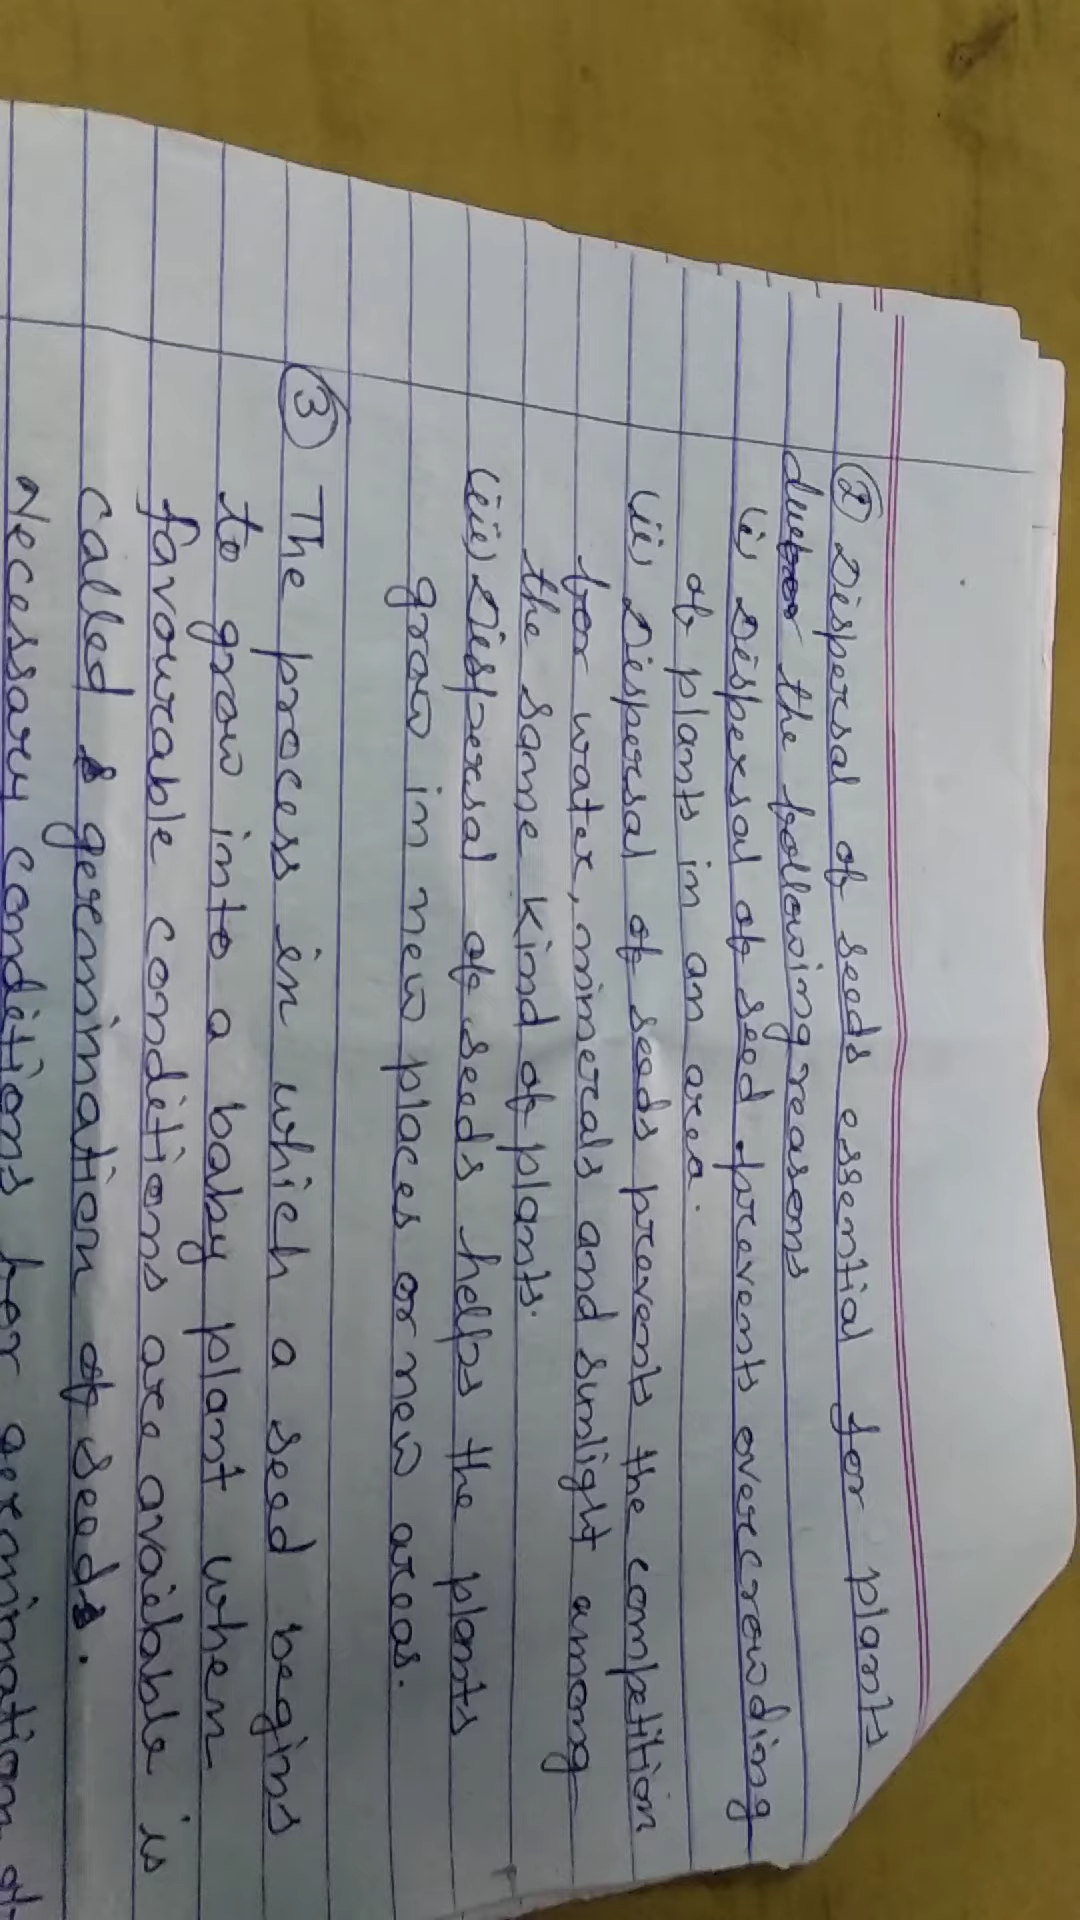 ② Dispersal of seeds essential for plants
due to the following reasons
(i) Dispersal of seed prevents overcrowding
of plants in an area.
(ii) Dispersal of seeds prevents the competition
for water, minerals and sunlight among
the same kind of plants.
(iii) Dispersal of seeds helps the plants
grow in new places or new areas.
③ The process in which a seed begins
to grow into a baby plant when
favourable conditions are available is
called germination of seeds.
Necessary conditions for germination of